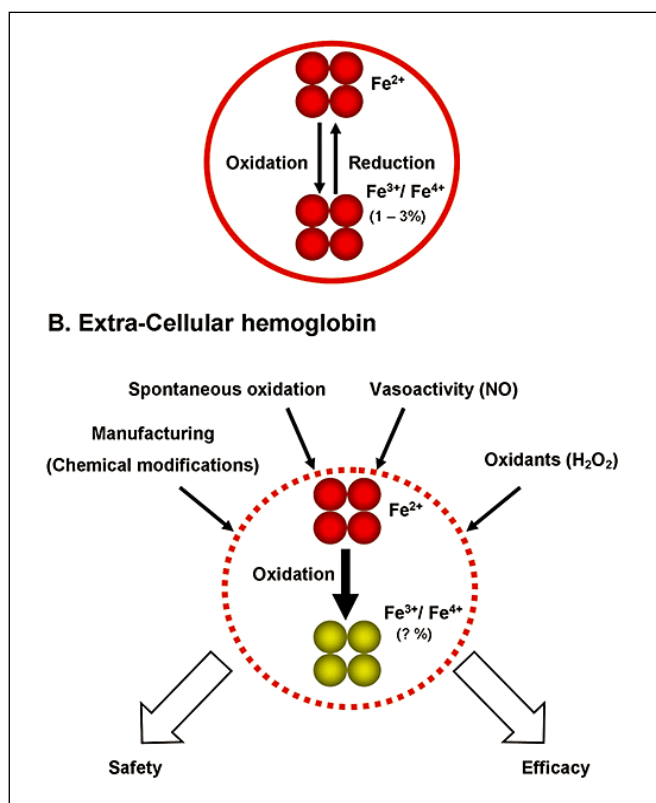 Fe²⁺
Oxidation Reduction
Fe³⁺/ Fe⁴⁺
(1 – 3%)
B. Extra-Cellular hemoglobin
Spontaneous oxidation Vasoactivity (NO)
Manufacturing
(Chemical modifications)
Oxidants (H₂O₂)
Fe²⁺
Oxidation
Fe³⁺/ Fe⁴⁺
(? %)
Safety Efficacy